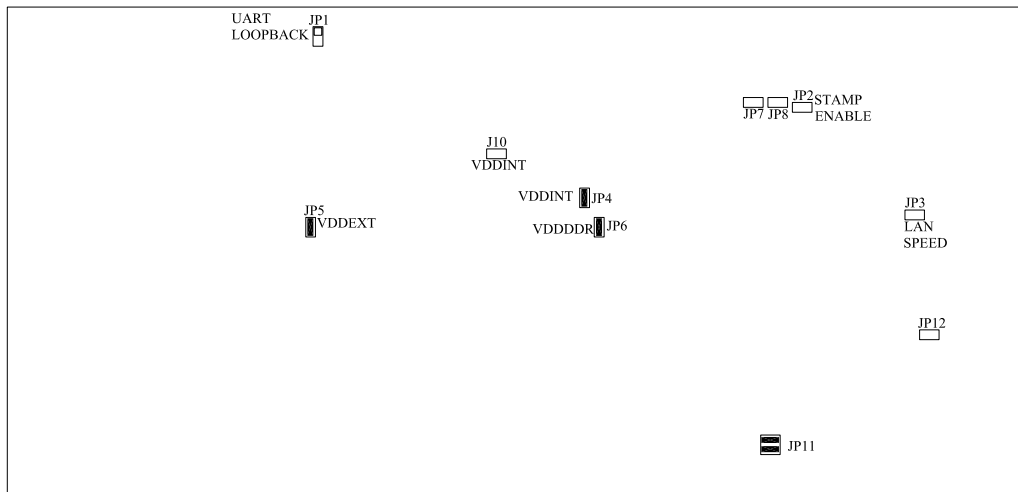 UART JP1
LOOPBACK
JP2 STAMP
JP7 JP8 ENABLE
J10
VDDINT
VDDINT JP4
JP5
VDDEXT
VDDDDR JP6
JP3
LAN
SPEED
JP12
JP11